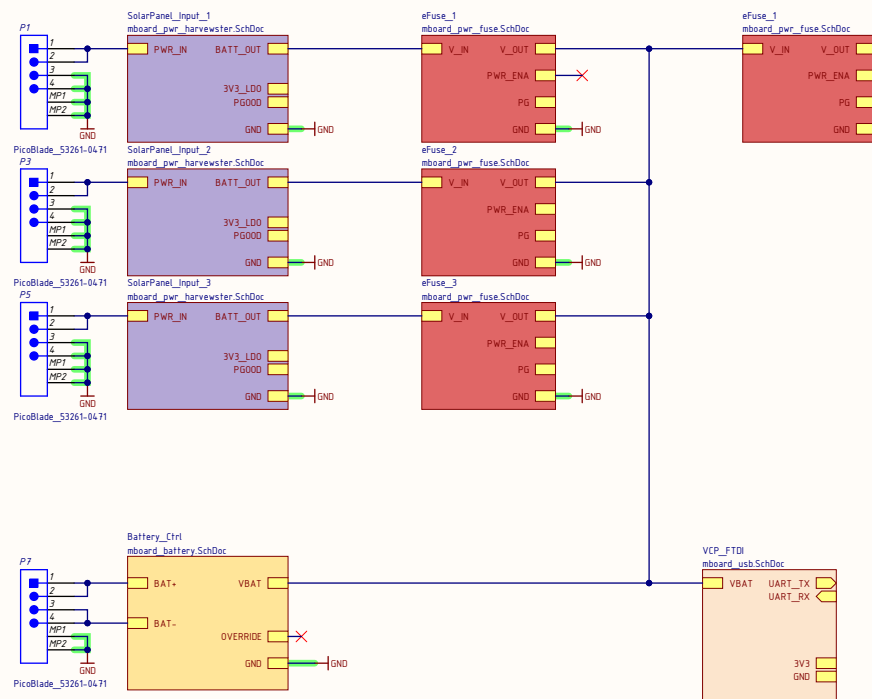 P1
1
2
3
4
MP1
MP2
GND
PicoBlade_53261-0471
SolarPanel_Input_1
mboard_pwr_harvewster.SchDoc
PWR_IN BATT_OUT
3V3_LDO
PGOOD
GND GND
eFuse_1
mboard_pwr_fuse.SchDoc
V_IN V_OUT
PWR_ENA
PG
GND GND
eFuse_1
mboard_pwr_fuse.SchDoc
V_IN V_OUT
PWR_ENA
PG
GND
P3
1
2
3
4
MP1
MP2
GND
PicoBlade_53261-0471
SolarPanel_Input_2
mboard_pwr_harvewster.SchDoc
PWR_IN BATT_OUT
3V3_LDO
PGOOD
GND GND
eFuse_2
mboard_pwr_fuse.SchDoc
V_IN V_OUT
PWR_ENA
PG
GND GND
P5
1
2
3
4
MP1
MP2
GND
PicoBlade_53261-0471
SolarPanel_Input_3
mboard_pwr_harvewster.SchDoc
PWR_IN BATT_OUT
3V3_LDO
PGOOD
GND GND
eFuse_3
mboard_pwr_fuse.SchDoc
V_IN V_OUT
PWR_ENA
PG
GND GND
P7
1
2
3
4
MP1
MP2
GND
PicoBlade_53261-0471
Battery_Ctrl
mboard_battery.SchDoc
BAT+ VBAT
BAT-
OVERRIDE
GND GND
VCP_FTDI
mboard_usb.SchDoc
VBAT UART_TX
UART_RX
3V3
GND